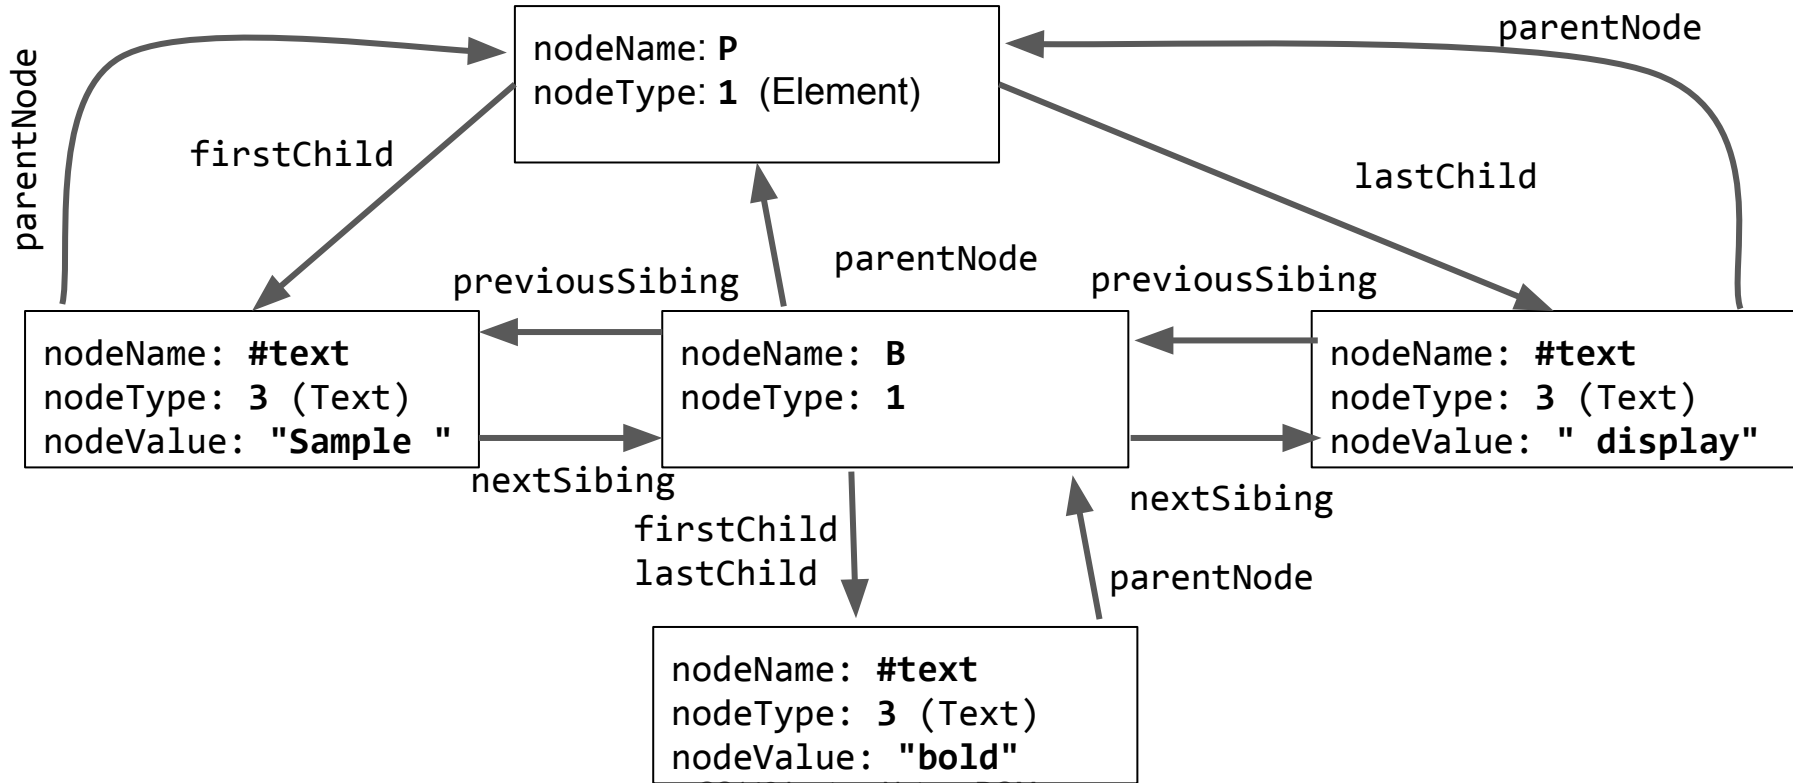 parentNode
nodeName: P
nodeType: 1 (Element)
parentNode
firstChild
lastChild
parentNode
previousSibing
previousSibing
nodeName: #text
nodeType: 3 (Text)
nodeValue: "Sample "
nodeName: B
nodeType: 1
nodeName: #text
nodeType: 3 (Text)
nodeValue: " display"
nextSibing
nextSibing
firstChild
lastChild
parentNode
nodeName: #text
nodeType: 3 (Text)
nodeValue: "bold"